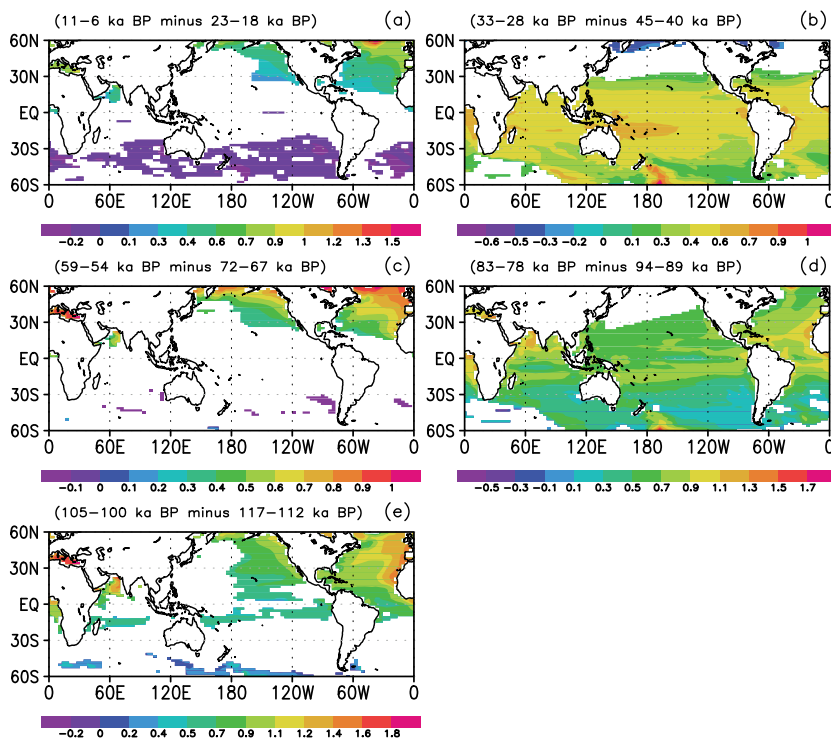 (11−6 ka BP minus 23−18 ka BP) (a)
60N
30N
EQ
30S
60S
0 60E 120E 180 120W 60W 0
−0.2 0 0.1 0.3 0.5 0.7 0.9 1 1.2 1.3 1.5
(33−28 ka BP minus 45−40 ka BP) (b)
60N
30N
EQ
30S
60S
0 60E 120E 180 120W 60W 0
−0.6 −0.5 −0.3 −0.2 0 0.1 0.3 0.4 0.6 0.7 0.9 1
(59−54 ka BP minus 72−67 ka BP) (c)
60N
30N
EQ
30S
60S
0 60E 120E 180 120W 60W 0
−0.1 0 0.1 0.2 0.3 0.4 0.5 0.6 0.7 0.8 0.9 1
(83−78 ka BP minus 94−89 ka BP) (d)
60N
30N
EQ
30S
60S
0 60E 120E 180 120W 60W 0
−0.5 −0.3 −0.1 0.1 0.3 0.5 0.7 0.9 1.1 1.3 1.5 1.7
(105−100 ka BP minus 117−112 ka BP) (e)
60N
30N
EQ
30S
60S
0 60E 120E 180 120W 60W 0
−0.2 0 0.2 0.4 0.5 0.7 0.9 1.1 1.2 1.4 1.6 1.8